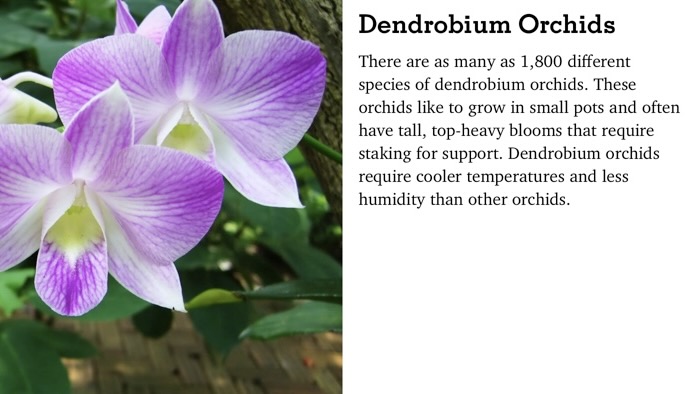 Dendrobium Orchids
There are as many as 1,800 different
species of dendrobium orchids. These
orchids like to grow in small pots and often
have tall, top-heavy blooms that require
staking for support. Dendrobium orchids
require cooler temperatures and less
humidity than other orchids.